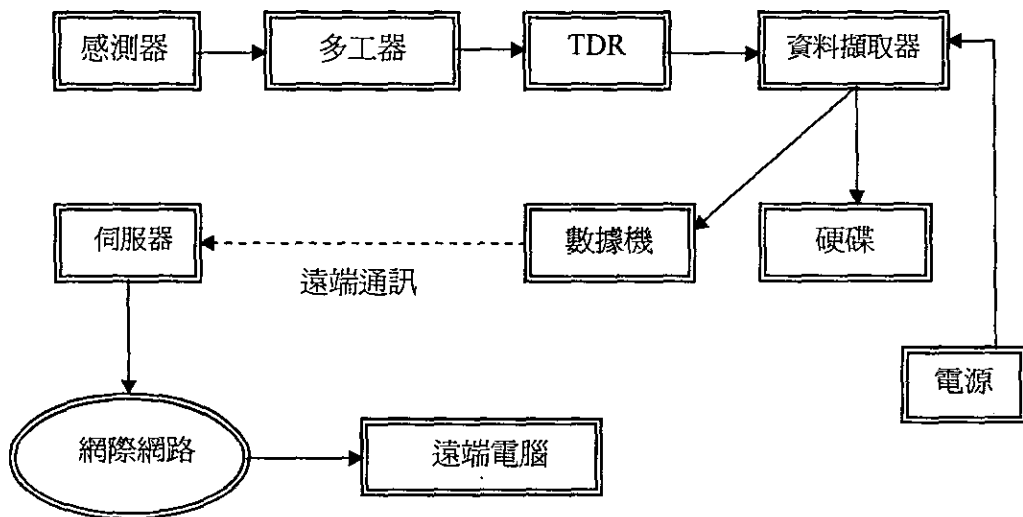 感測器
多工器
TDR
資料擷取器
伺服器
數據機
硬碟
遠端通訊
電源
網際網路
遠端電腦